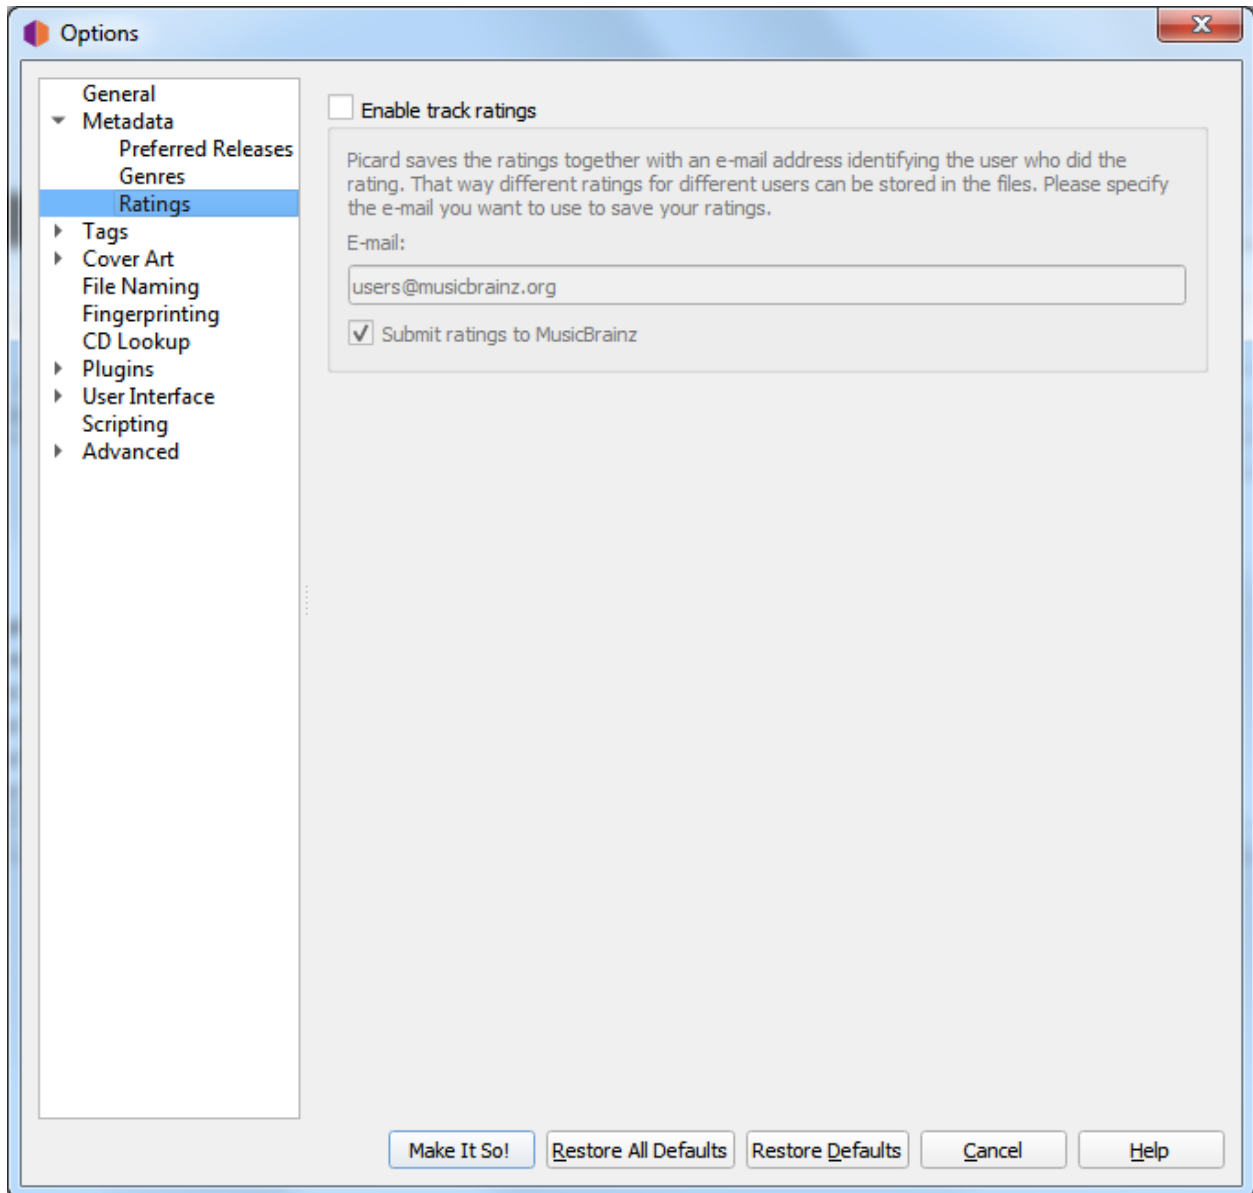 Options
General
Metadata
Preferred Releases
Genres
Ratings
Tags
Cover Art
File Naming
Fingerprinting
CD Lookup
Plugins
User Interface
Scripting
Advanced
Enable track ratings
Picard saves the ratings together with an e-mail address identifying the user who did the
rating. That way different ratings for different users can be stored in the files. Please specify
the e-mail you want to use to save your ratings.
E-mail:
users@musicbrainz.org
Submit ratings to MusicBrainz
Make It So!
Restore All Defaults
Restore Defaults
Cancel
Help